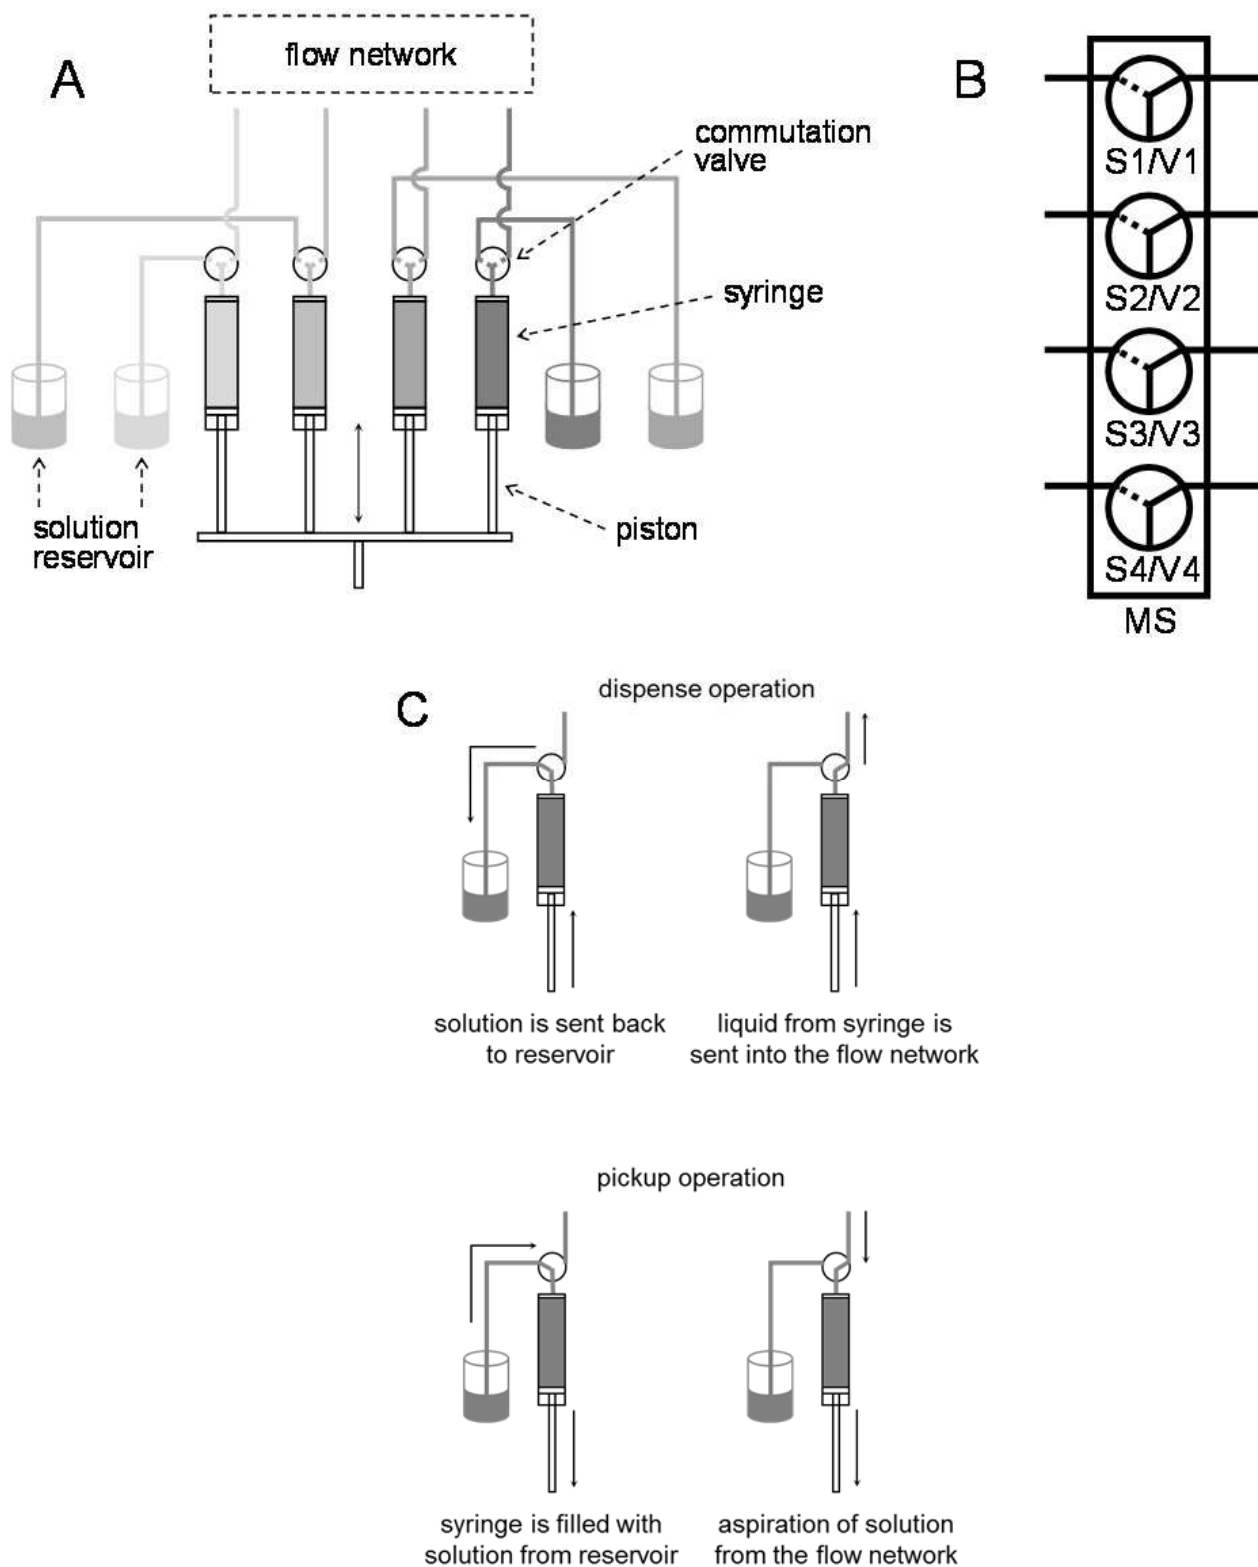 A
flow network
commutation
valve
syringe
piston
solution
reservoir
B
S1/V1
S2/V2
S3/V3
S4/V4
MS
C
dispense operation
solution is sent back
to reservoir
liquid from syringe is
sent into the flow network
pickup operation
syringe is filled with
solution from reservoir
aspiration of solution
from the flow network